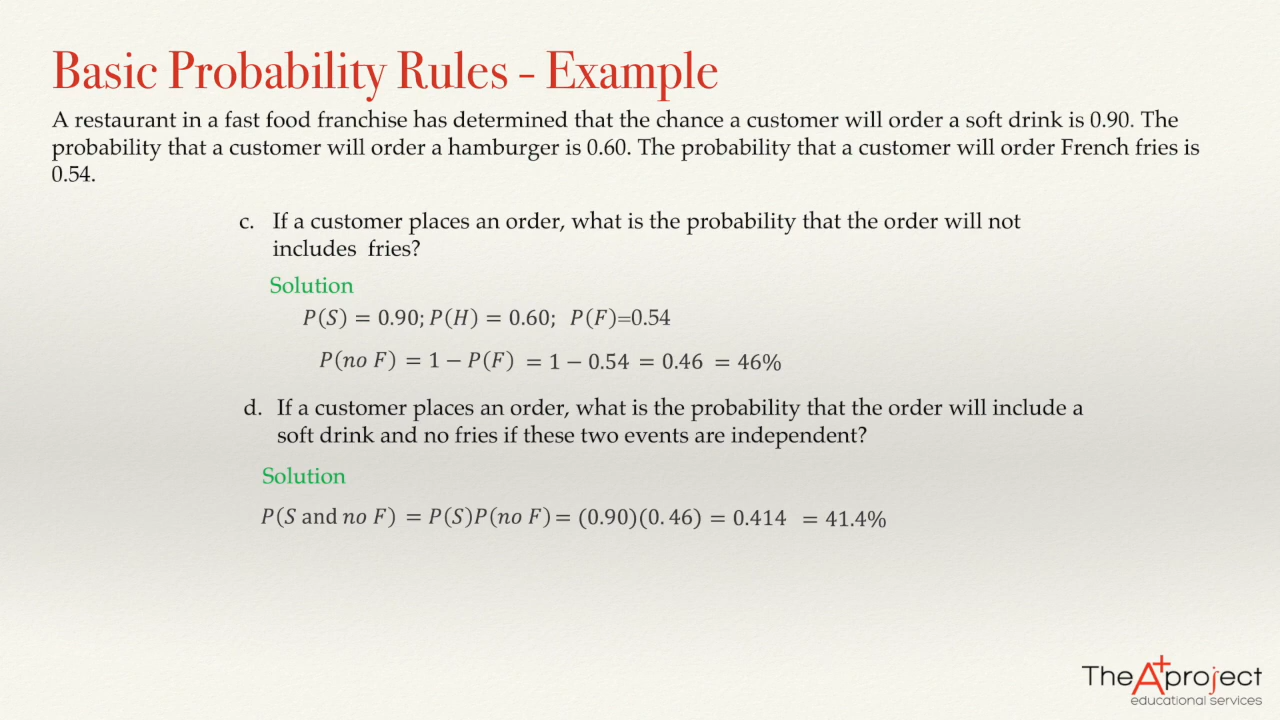 Basic Probability Rules - Example
A restaurant in a fast food franchise has determined that the chance a customer will order a soft drink is 0.90. The
probability that a customer will order a hamburger is 0.60. The probability that a customer will order French fries is
0.54.
c. If a customer places an order, what is the probability that the order will not
includes fries?
Solution
P(S) = 0.90; P(H) = 0.60; P(F)=0.54
P(no F) = 1 − P(F) = 1 − 0.54 = 0.46 = 46%
d. If a customer places an order, what is the probability that the order will include a
soft drink and no fries if these two events are independent?
Solution
P(S and no F) = P(S)P(no F) = (0.90)(0. 46) = 0.414 = 41.4%
The A+ project
educational services